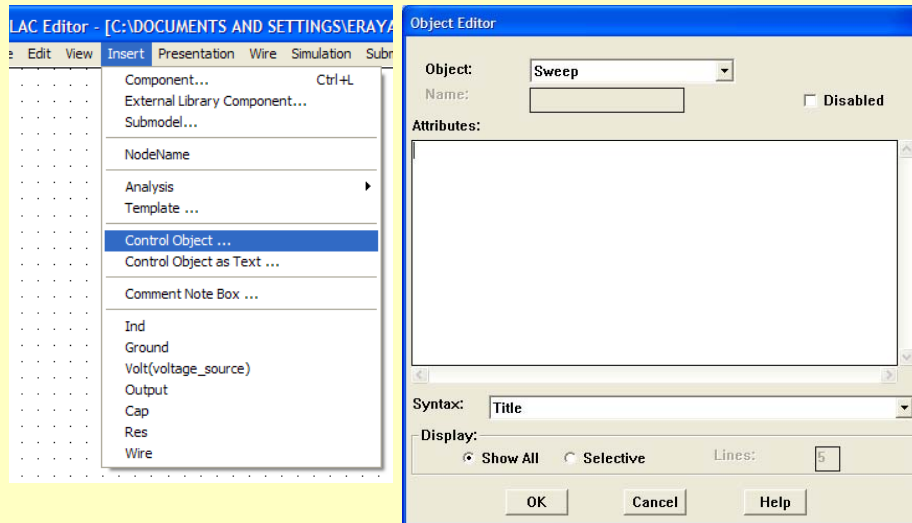 LAC Editor - [C:\DOCUMENTS AND SETTINGS\ERAYA
e Edit View Insert Presentation Wire Simulation Subm
Component... Ctrl+L
External Library Component...
Submodel...
NodeName
Analysis
Template ...
Control Object ...
Control Object as Text ...
Comment Note Box ...
Ind
Ground
Volt(voltage_source)
Output
Cap
Res
Wire
Object Editor
Object: Sweep
Name:
Disabled
Attributes:
Syntax: Title
Display:
Show All Selective Lines: 5
OK Cancel Help